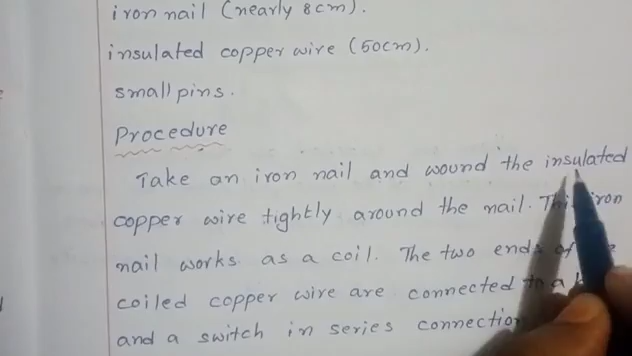 iron nail (nearly 8cm).
insulated copper wire (50cm).
small pins.
Procedure
Take an iron nail and wound the insulated
copper wire tightly around the nail. This iron
nail works as a coil. The two ends of
coiled copper wire are connected to a
and a switch in series connection